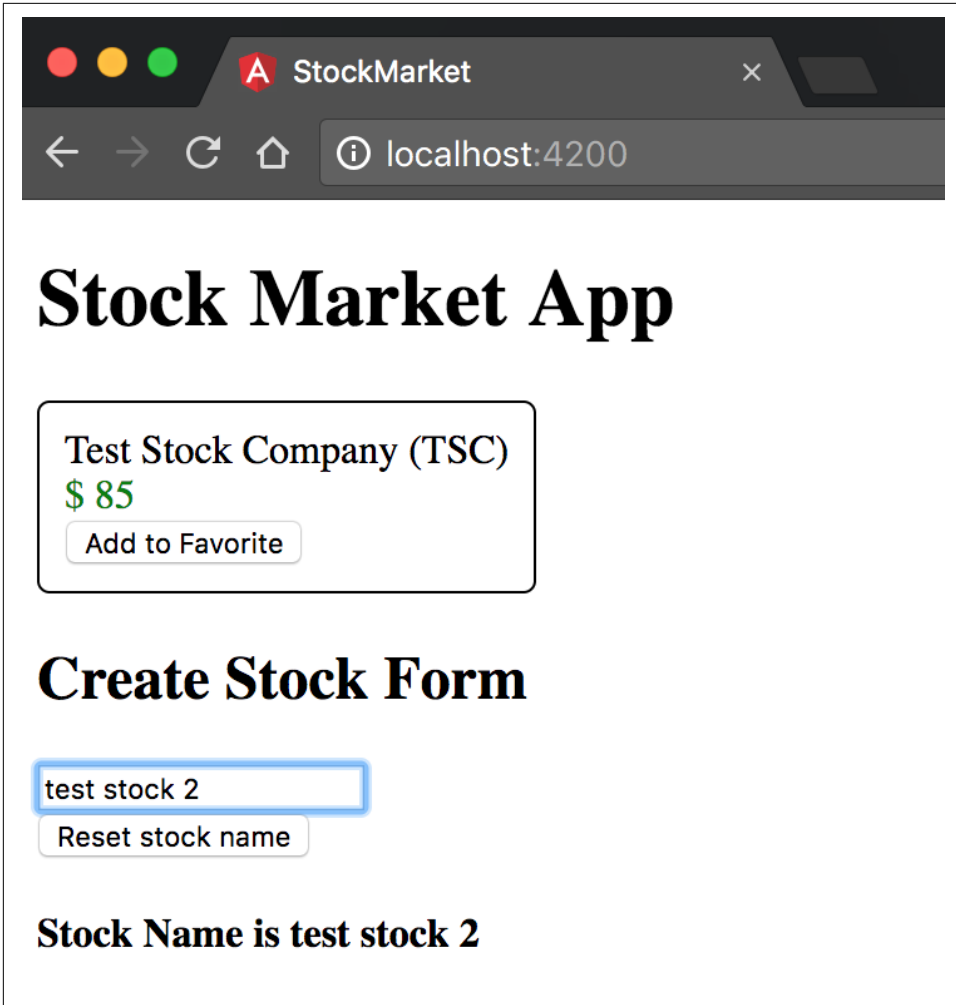 StockMarket
localhost:4200
Stock Market App
Test Stock Company (TSC)
$ 85
Add to Favorite
Create Stock Form
test stock 2
Reset stock name
Stock Name is test stock 2